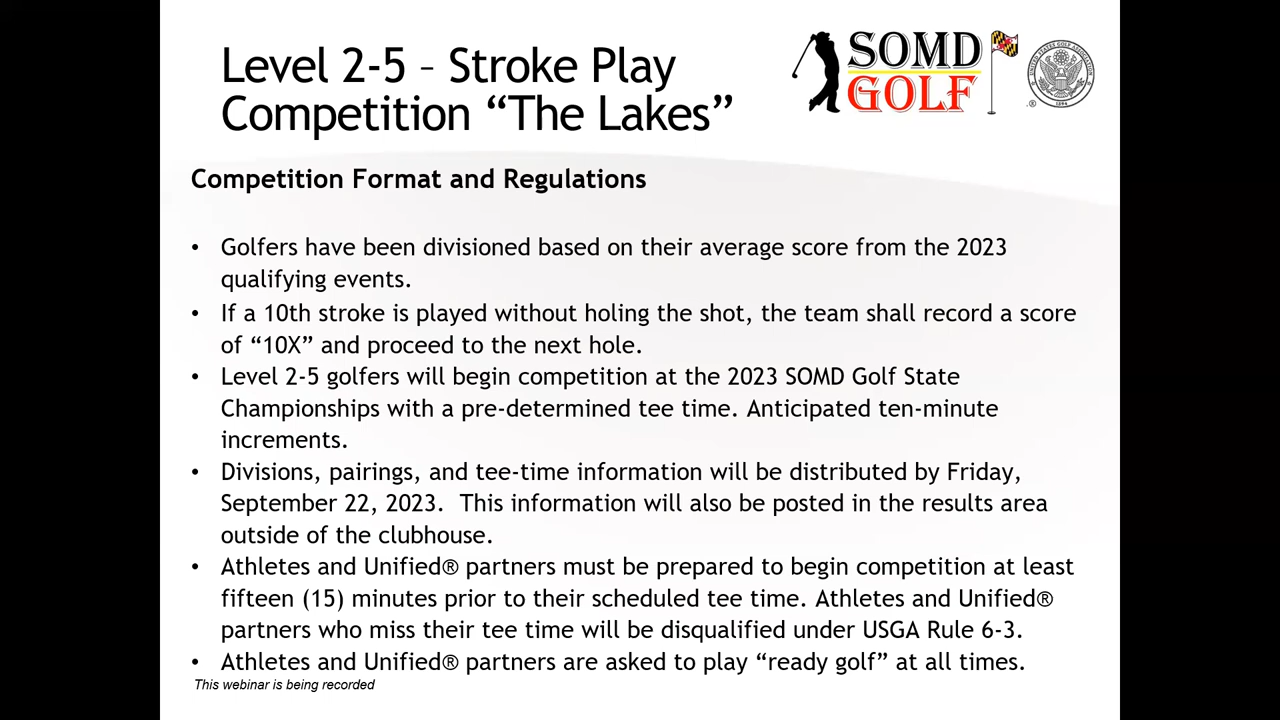 Level 2-5 – Stroke Play
Competition “The Lakes”
SOMD
GOLF
Competition Format and Regulations
• Golfers have been divisioned based on their average score from the 2023
qualifying events.
• If a 10th stroke is played without holing the shot, the team shall record a score
of “10X” and proceed to the next hole.
• Level 2-5 golfers will begin competition at the 2023 SOMD Golf State
Championships with a pre-determined tee time. Anticipated ten-minute
increments.
• Divisions, pairings, and tee-time information will be distributed by Friday,
September 22, 2023.  This information will also be posted in the results area
outside of the clubhouse.
• Athletes and Unified® partners must be prepared to begin competition at least
fifteen (15) minutes prior to their scheduled tee time. Athletes and Unified®
partners who miss their tee time will be disqualified under USGA Rule 6-3.
• Athletes and Unified® partners are asked to play “ready golf” at all times.
This webinar is being recorded